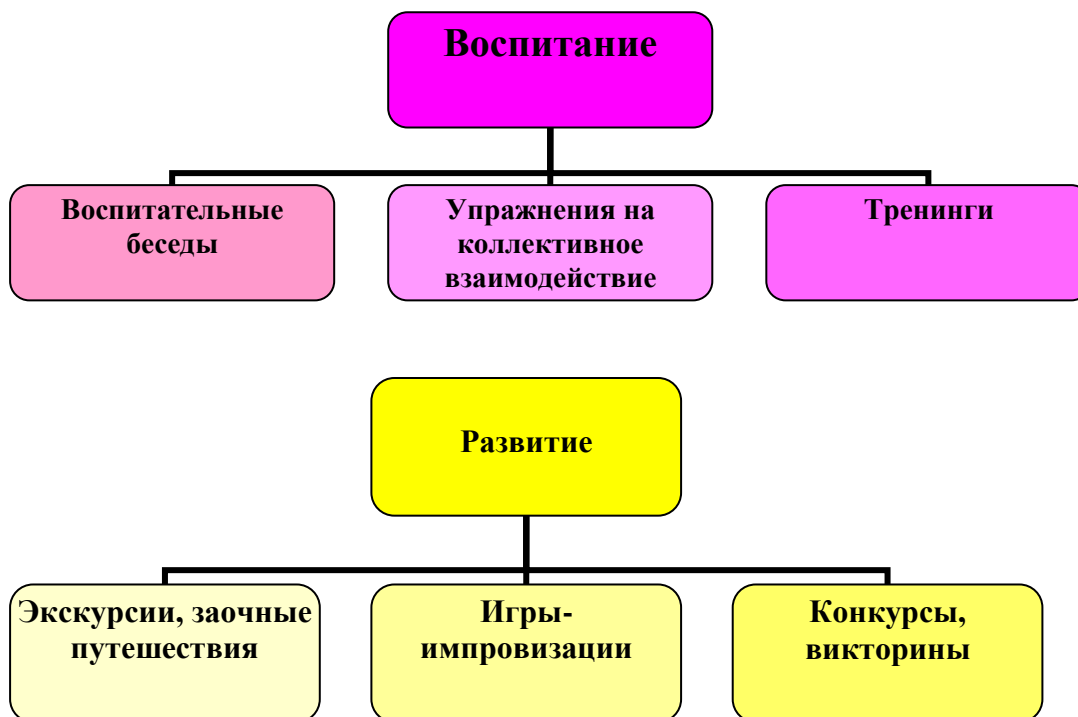 Воспитание
Воспитательные
беседы
Упражнения на
коллективное
взаимодействие
Тренинги
Развитие
Экскурсии, заочные
путешествия
Игры-
импровизации
Конкурсы,
викторины